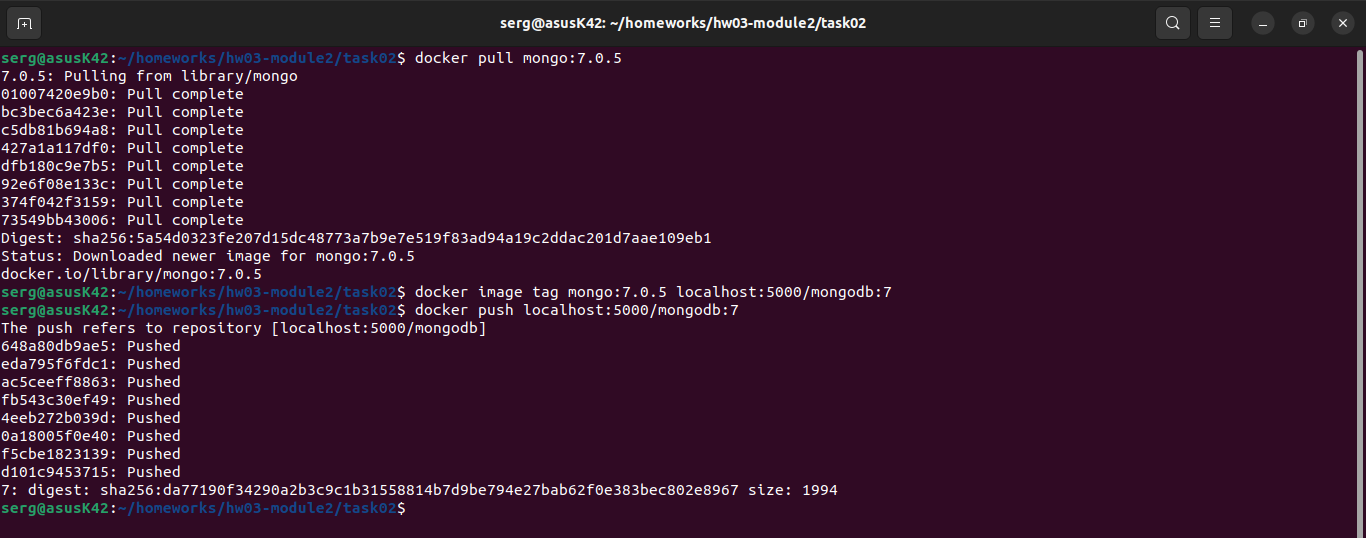 serg@asusK42: ~/homeworks/hw03-module2/task02
serg@asusK42:~/homeworks/hw03-module2/task02$ docker pull mongo:7.0.5
7.0.5: Pulling from library/mongo
01007420e9b0: Pull complete
bc3bec6a423e: Pull complete
c5db81b694a8: Pull complete
427a1a117df0: Pull complete
dfb180c9e7b5: Pull complete
92e6f08e133c: Pull complete
374f042f3159: Pull complete
73549bb43006: Pull complete
Digest: sha256:5a54d0323fe207d15dc48773a7b9e7e519f83ad94a19c2ddac201d7aae109eb1
Status: Downloaded newer image for mongo:7.0.5
docker.io/library/mongo:7.0.5
serg@asusK42:~/homeworks/hw03-module2/task02$ docker image tag mongo:7.0.5 localhost:5000/mongodb:7
serg@asusK42:~/homeworks/hw03-module2/task02$ docker push localhost:5000/mongodb:7
The push refers to repository [localhost:5000/mongodb]
648a80db9ae5: Pushed
eda795f6fdc1: Pushed
ac5ceeff8863: Pushed
fb543c30ef49: Pushed
4eeb272b039d: Pushed
0a18005f0e40: Pushed
f5cbe1823139: Pushed
d101c9453715: Pushed
7: digest: sha256:da77190f34290a2b3c9c1b31558814b7d9be794e27bab62f0e383bec802e8967 size: 1994
serg@asusK42:~/homeworks/hw03-module2/task02$